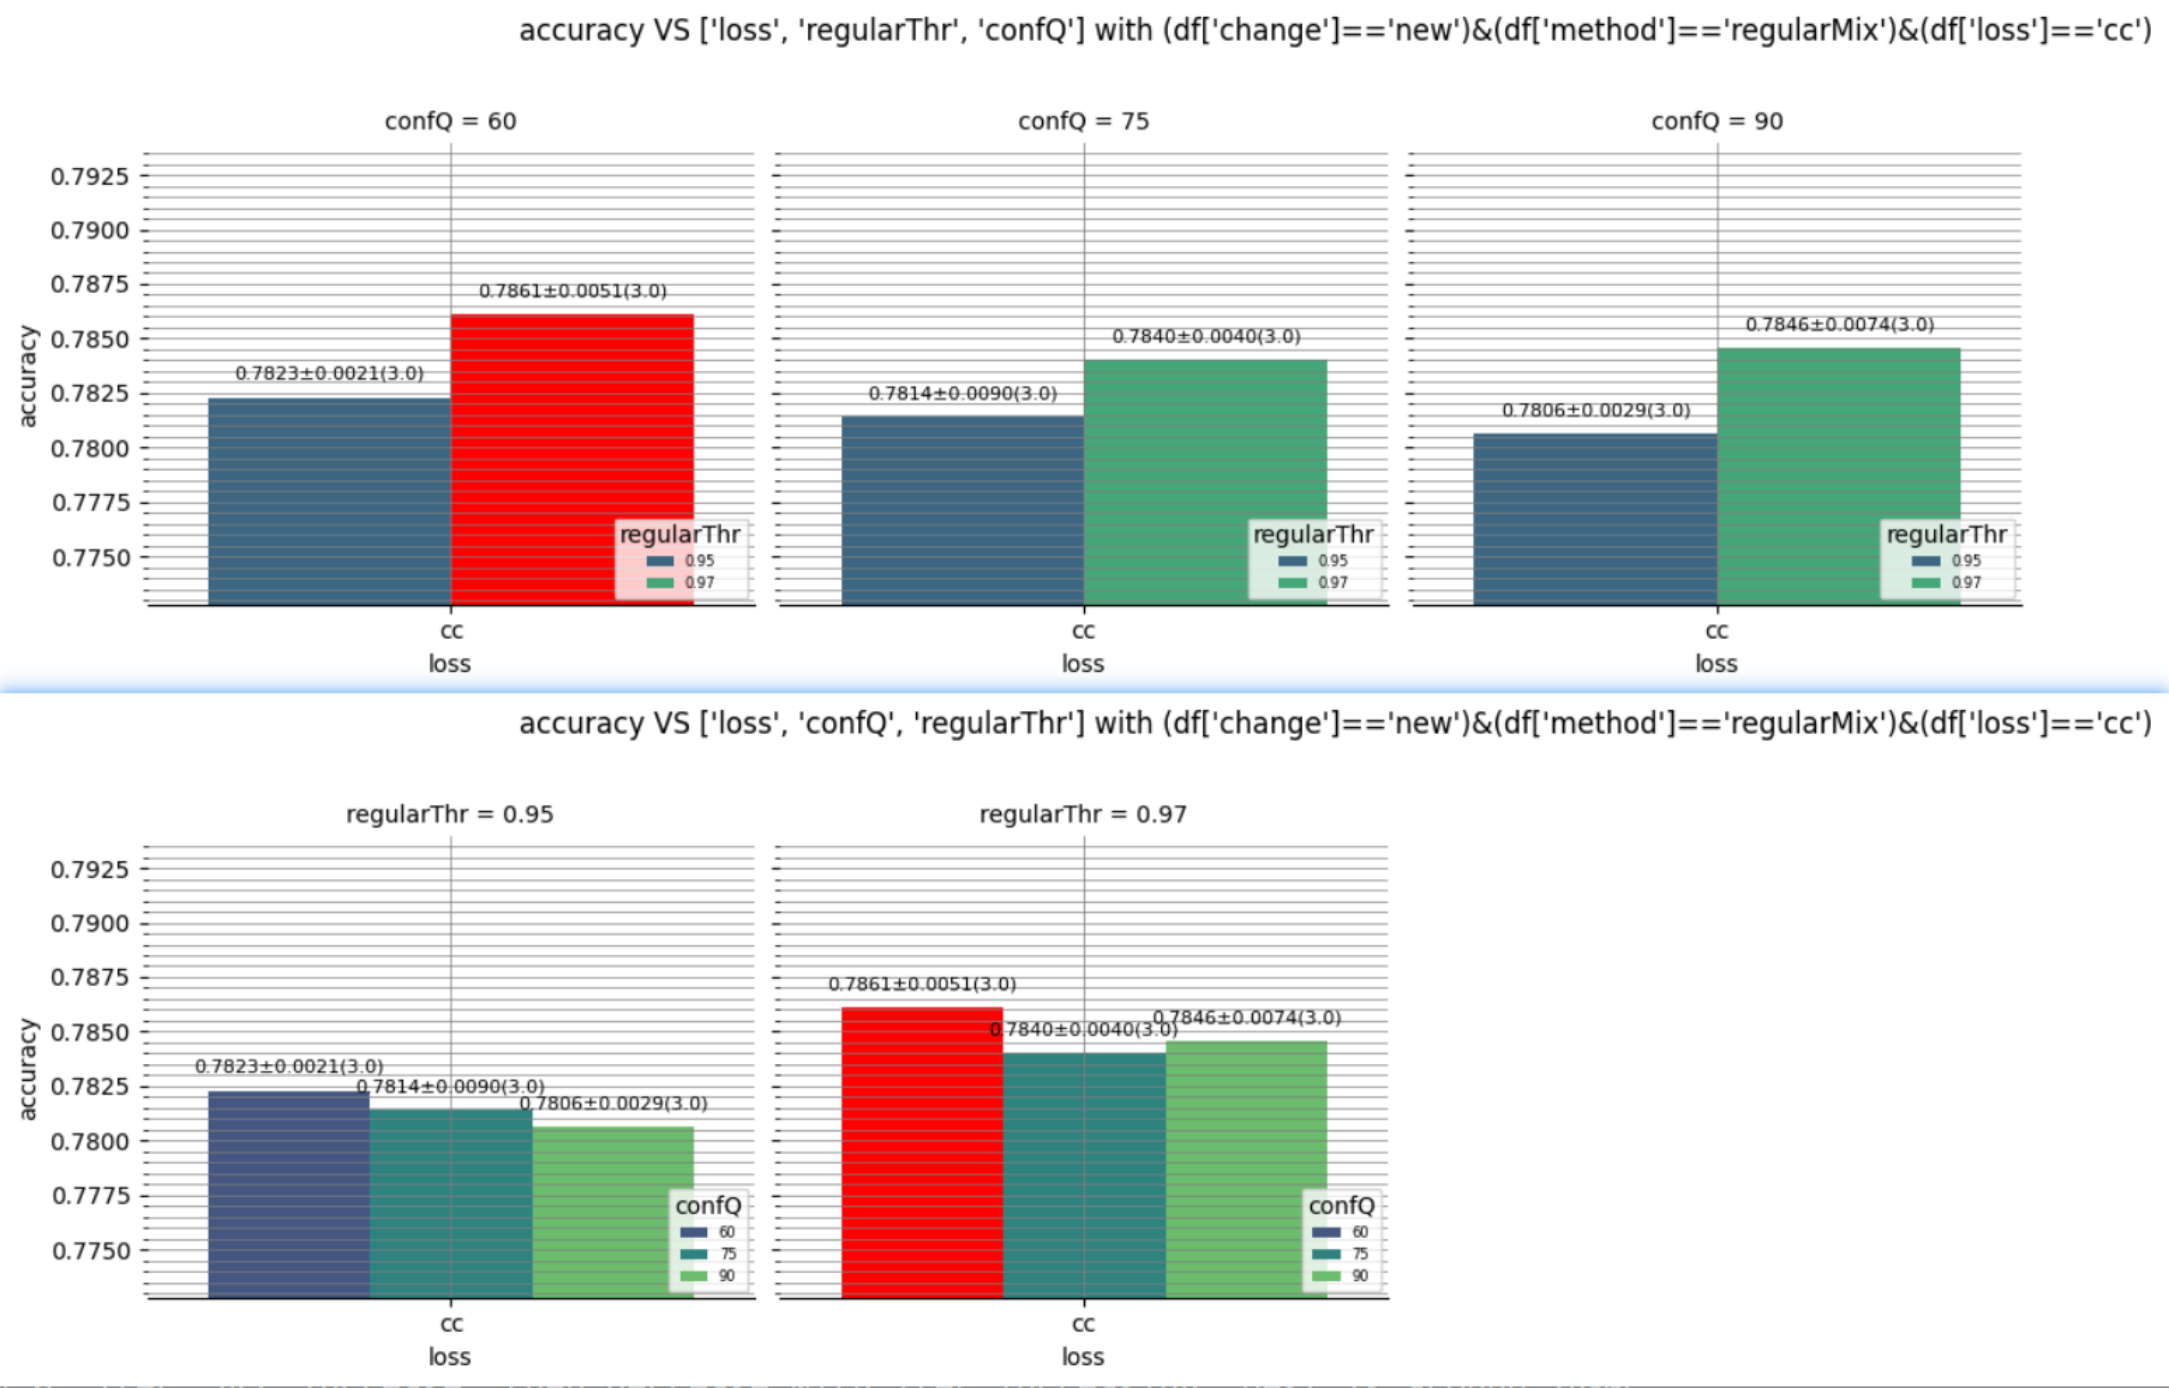 accuracy VS ['loss', 'regularThr', 'confQ'] with (df['change']=='new')&(df['method']=='regularMix')&(df['loss']=='cc')
confQ = 60
confQ = 75
confQ = 90
accuracy
0.7925
0.7900
0.7875
0.7850
0.7825
0.7800
0.7775
0.7750
0.7823±0.0021(3.0)
0.7861±0.0051(3.0)
regularThr
0.95
0.97
cc
loss
0.7814±0.0090(3.0)
0.7840±0.0040(3.0)
regularThr
0.95
0.97
cc
loss
0.7806±0.0029(3.0)
0.7846±0.0074(3.0)
regularThr
0.95
0.97
cc
loss
accuracy VS ['loss', 'confQ', 'regularThr'] with (df['change']=='new')&(df['method']=='regularMix')&(df['loss']=='cc')
regularThr = 0.95
regularThr = 0.97
accuracy
0.7925
0.7900
0.7875
0.7850
0.7825
0.7800
0.7775
0.7750
0.7823±0.0021(3.0)
0.7814±0.0090(3.0)
0.7806±0.0029(3.0)
confQ
60
75
90
cc
loss
0.7861±0.0051(3.0)
0.7840±0.0040(3.0)
0.7846±0.0074(3.0)
confQ
60
75
90
cc
loss